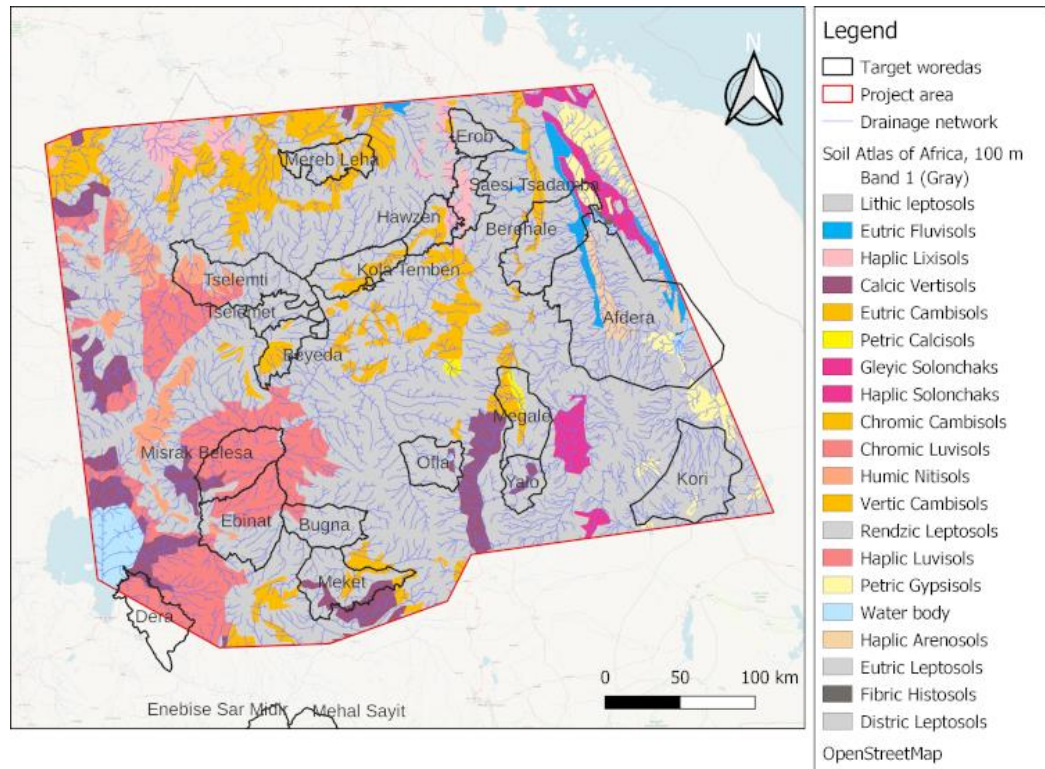 N
Erob
Mereb Leha
Saesi Tsadamba
Hawzen
Berehale
Kola Temben
Tselemti
Tselemet
Afdera
Beyeda
Megale
Misrak Belesa
Ofla
Yalo
Kori
Ebinat
Bugna
Meket
Dera
0 50 100 km
Enebise Sar Midir
Mehal Sayit
Legend
Target woredas
Project area
Drainage network
Soil Atlas of Africa, 100 m
Band 1 (Gray)
Lithic leptosols
Eutric Fluvisols
Haplic Lixisols
Calcic Vertisols
Eutric Cambisols
Petric Calcisols
Gleyic Solonchaks
Haplic Solonchaks
Chromic Cambisols
Chromic Luvisols
Humic Nitisols
Vertic Cambisols
Rendzic Leptosols
Haplic Luvisols
Petric Gypsisols
Water body
Haplic Arenosols
Eutric Leptosols
Fibric Histosols
Distric Leptosols
OpenStreetMap